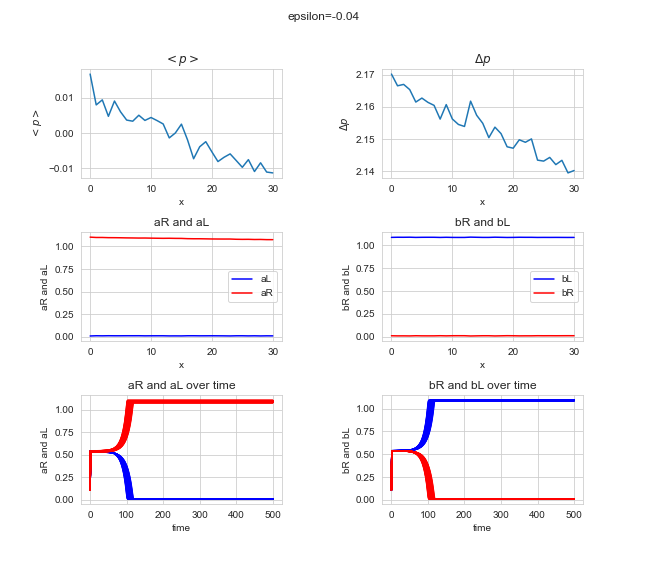 epsilon=-0.04
< p >
Δp
< p >
0.01
0.00
−0.01
0 10 20 30
x
Δp
2.17
2.16
2.15
2.14
0 10 20 30
x
aR and aL
bR and bL
aR and aL
1.00
0.75
0.50
0.25
0.00
aL
aR
0 10 20 30
x
bR and bL
1.00
0.75
0.50
0.25
0.00
bL
bR
0 10 20 30
x
aR and aL over time
bR and bL over time
aR and aL
1.00
0.75
0.50
0.25
0.00
0 100 200 300 400 500
time
bR and bL
1.00
0.75
0.50
0.25
0.00
0 100 200 300 400 500
time